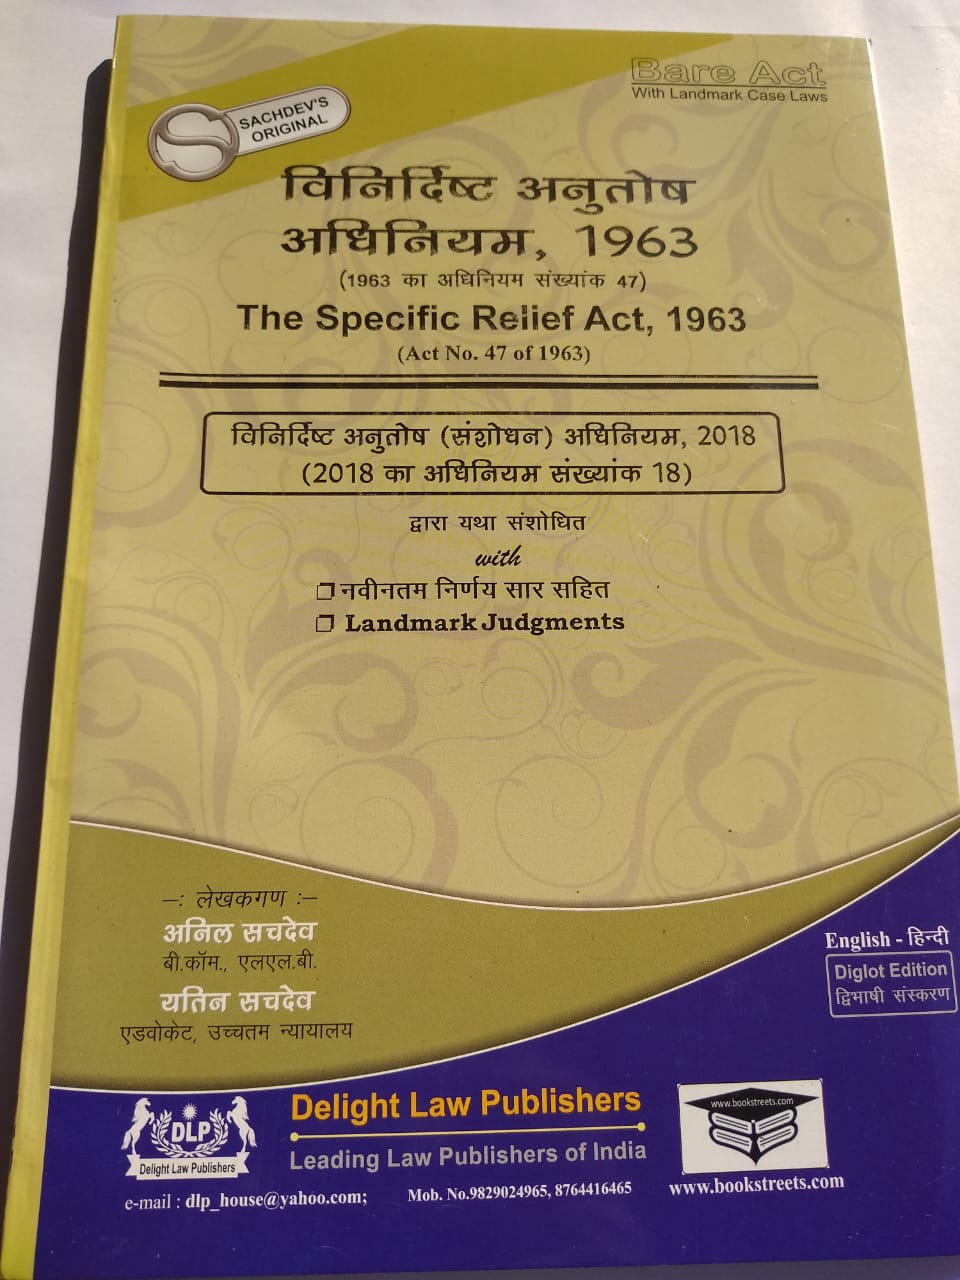 Bare Act
With Landmark Case Laws
SACHDEV'S
ORIGINAL
विनिर्दिष्ट अनुतोष
अधिनियम, 1963
(1963 का अधिनियम संख्यांक 47)
The Specific Relief Act, 1963
(Act No. 47 of 1963)
विनिर्दिष्ट अनुतोष (संशोधन) अधिनियम, 2018
(2018 का अधिनियम संख्यांक 18)
द्वारा यथा संशोधित
with
❒ नवीनतम निर्णय सार सहित
❒ Landmark Judgments
–: लेखकगण :–
अनिल सचदेव
बी.कॉम., एलएल.बी.
यतिन सचदेव
एडवोकेट, उच्चतम न्यायालय
English - हिन्दी
Diglot Edition
द्विभाषी संस्करण
DLP
Delight Law Publishers
Delight Law Publishers
Leading Law Publishers of India
www.bookstreets.com
e-mail : dlp_house@yahoo.com;
Mob. No.9829024965, 8764416465
www.bookstreets.com